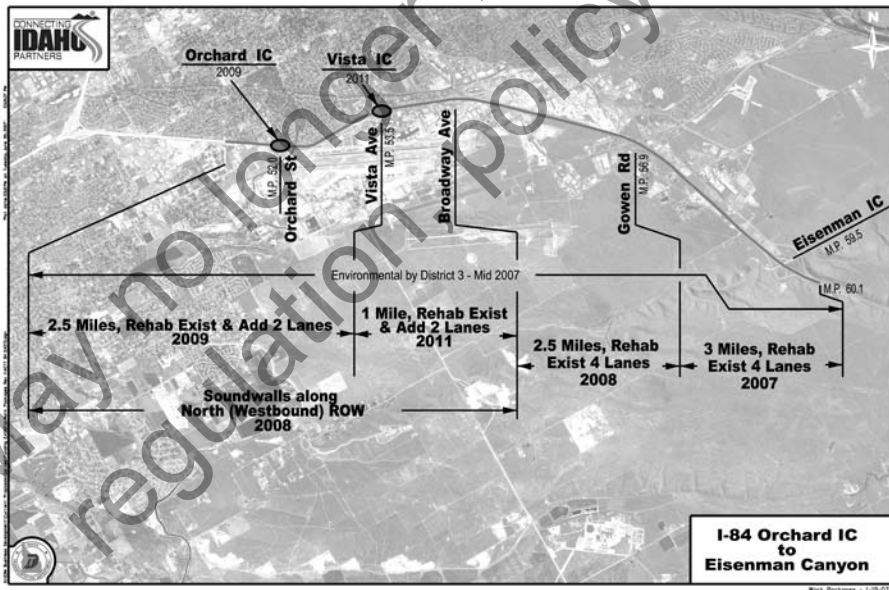 CONNECTING
IDAHO
PARTNERS
Orchard IC
2009
Vista IC
2011
N
M.P. 52.0
Orchard St
Vista Ave
M.P. 53.5
Broadway Ave
Gowen Rd
M.P. 56.9
Eisenman IC
M.P. 59.5
M.P. 60.1
Environmental by District 3 - Mid 2007
2.5 Miles, Rehab Exist & Add 2 Lanes
2009
1 Mile, Rehab Exist
& Add 2 Lanes
2011
2.5 Miles, Rehab
Exist 4 Lanes
2008
3 Miles, Rehab
Exist 4 Lanes
2007
Soundwalls along
North (Westbound) ROW
2008
may no longer
regulation policy
I-84 Orchard IC
to
Eisenman Canyon